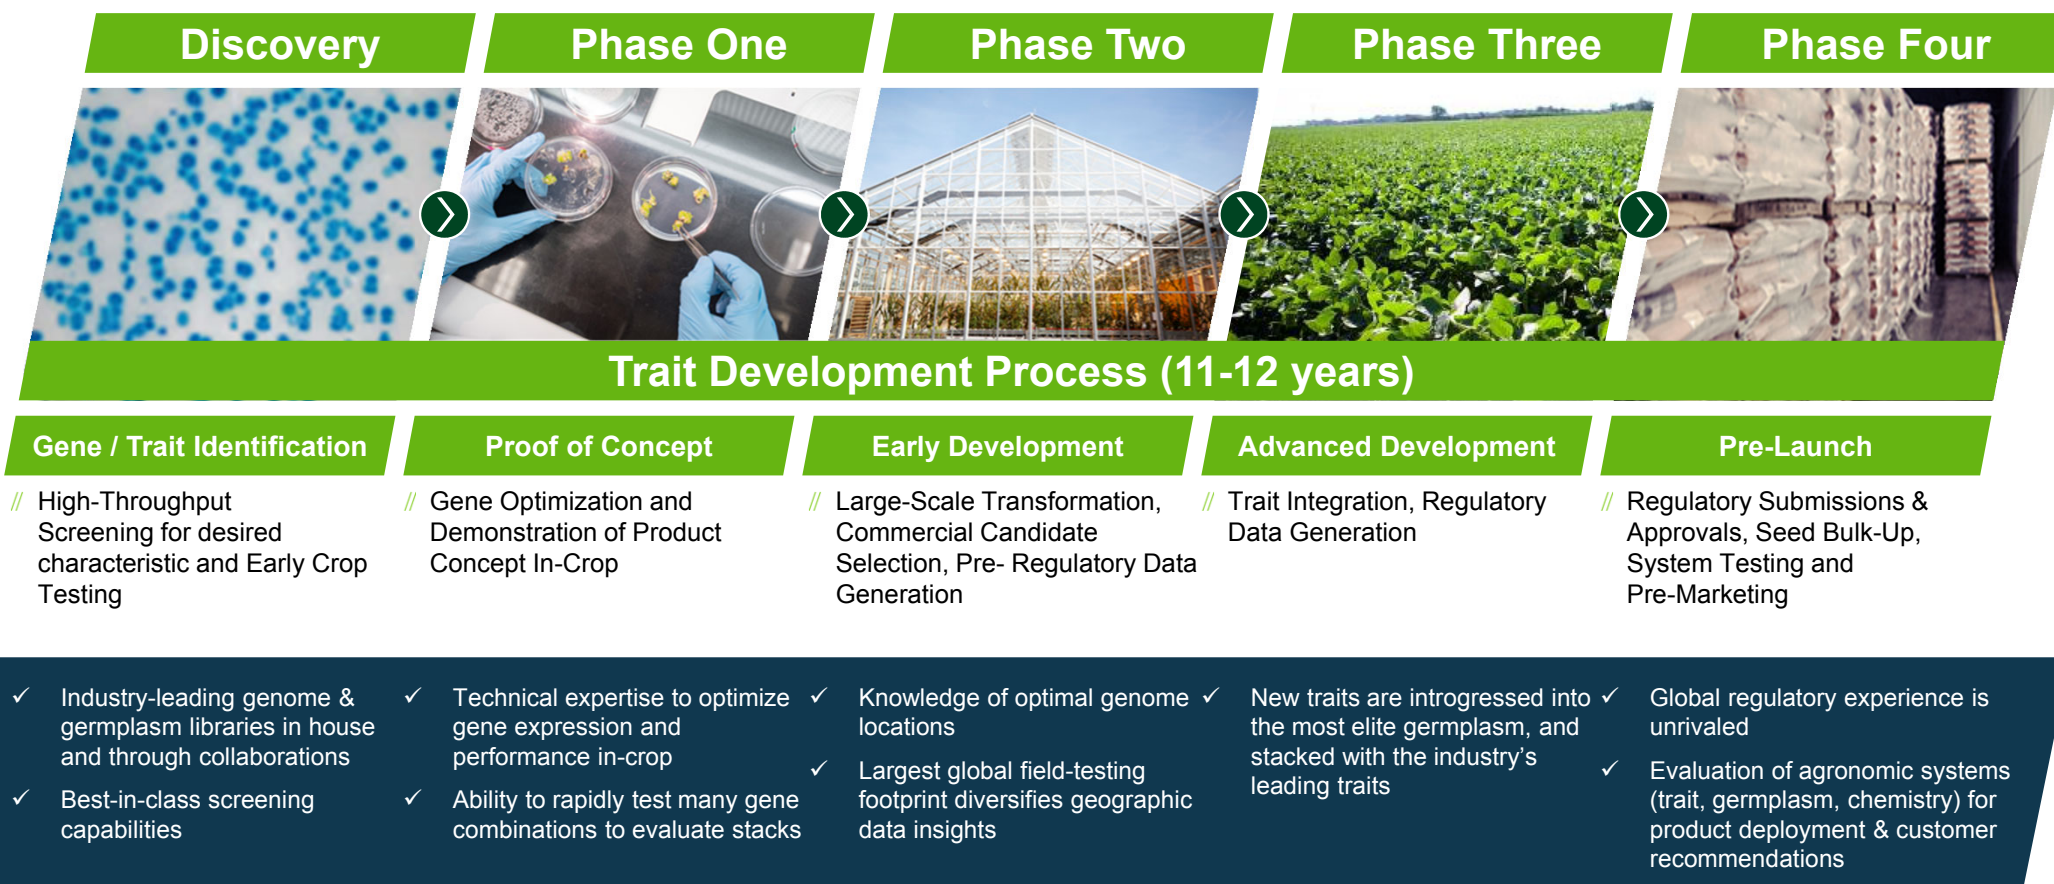 Discovery
Phase One
Phase Two
Phase Three
Phase Four
Trait Development Process (11-12 years)
Gene / Trait Identification
Proof of Concept
Early Development
Advanced Development
Pre-Launch
// High-Throughput
Screening for desired
characteristic and Early Crop
Testing
// Gene Optimization and
Demonstration of Product
Concept In-Crop
// Large-Scale Transformation,
Commercial Candidate
Selection, Pre- Regulatory Data
Generation
// Trait Integration, Regulatory
Data Generation
// Regulatory Submissions &
Approvals, Seed Bulk-Up,
System Testing and
Pre-Marketing
✓ Industry-leading genome &
germplasm libraries in house
and through collaborations
✓ Best-in-class screening
capabilities
✓ Technical expertise to optimize
gene expression and
performance in-crop
✓ Ability to rapidly test many gene
combinations to evaluate stacks
✓ Knowledge of optimal genome
locations
✓ Largest global field-testing
footprint diversifies geographic
data insights
✓ New traits are introgressed into
the most elite germplasm, and
stacked with the industry's
leading traits
✓ Global regulatory experience is
unrivaled
✓ Evaluation of agronomic systems
(trait, germplasm, chemistry) for
product deployment & customer
recommendations